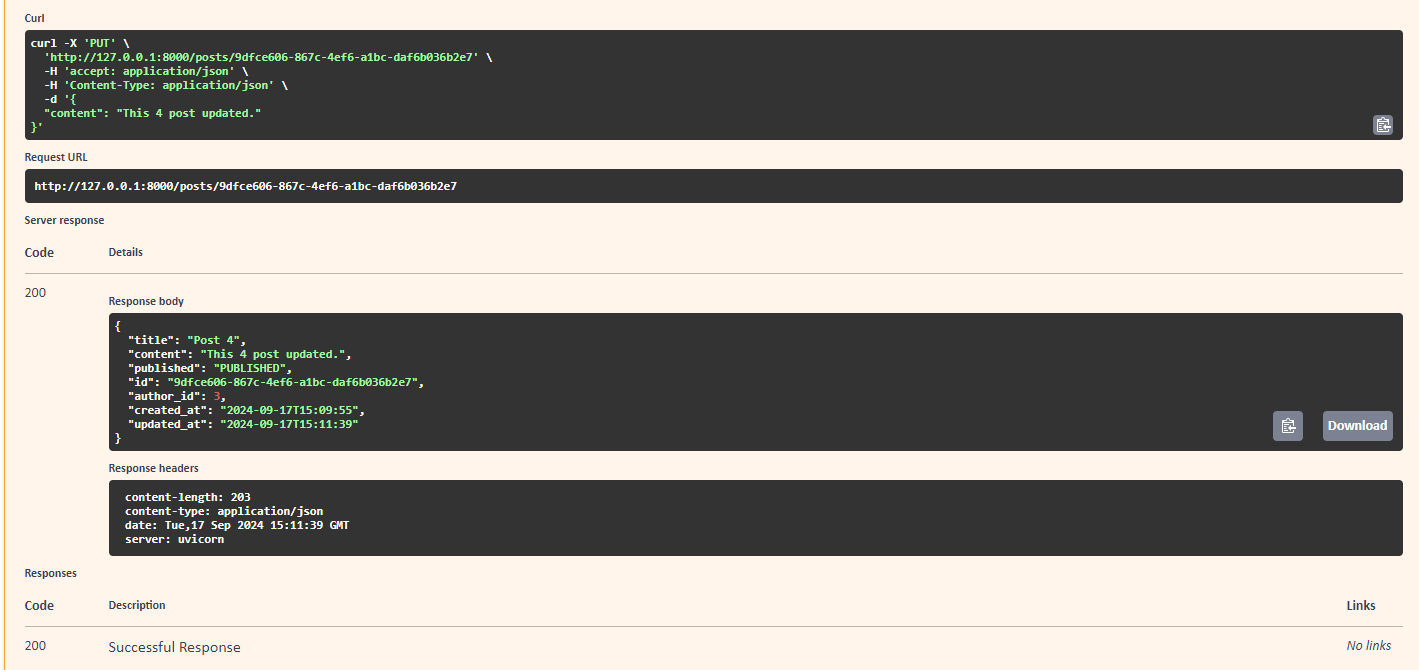 Curl
curl -X 'PUT' \
  'http://127.0.0.1:8000/posts/9dfce606-867c-4ef6-a1bc-daf6b036b2e7' \
  -H 'accept: application/json' \
  -H 'Content-Type: application/json' \
  -d '{
  "content": "This 4 post updated."
}'
Request URL
http://127.0.0.1:8000/posts/9dfce606-867c-4ef6-a1bc-daf6b036b2e7
Server response
Code Details
200
Response body
{
  "title": "Post 4",
  "content": "This 4 post updated.",
  "published": "PUBLISHED",
  "id": "9dfce606-867c-4ef6-a1bc-daf6b036b2e7",
  "author_id": 3,
  "created_at": "2024-09-17T15:09:55",
  "updated_at": "2024-09-17T15:11:39"
}
Download
Response headers
content-length: 203
content-type: application/json
date: Tue,17 Sep 2024 15:11:39 GMT
server: uvicorn
Responses
Code Description Links
200 Successful Response No links